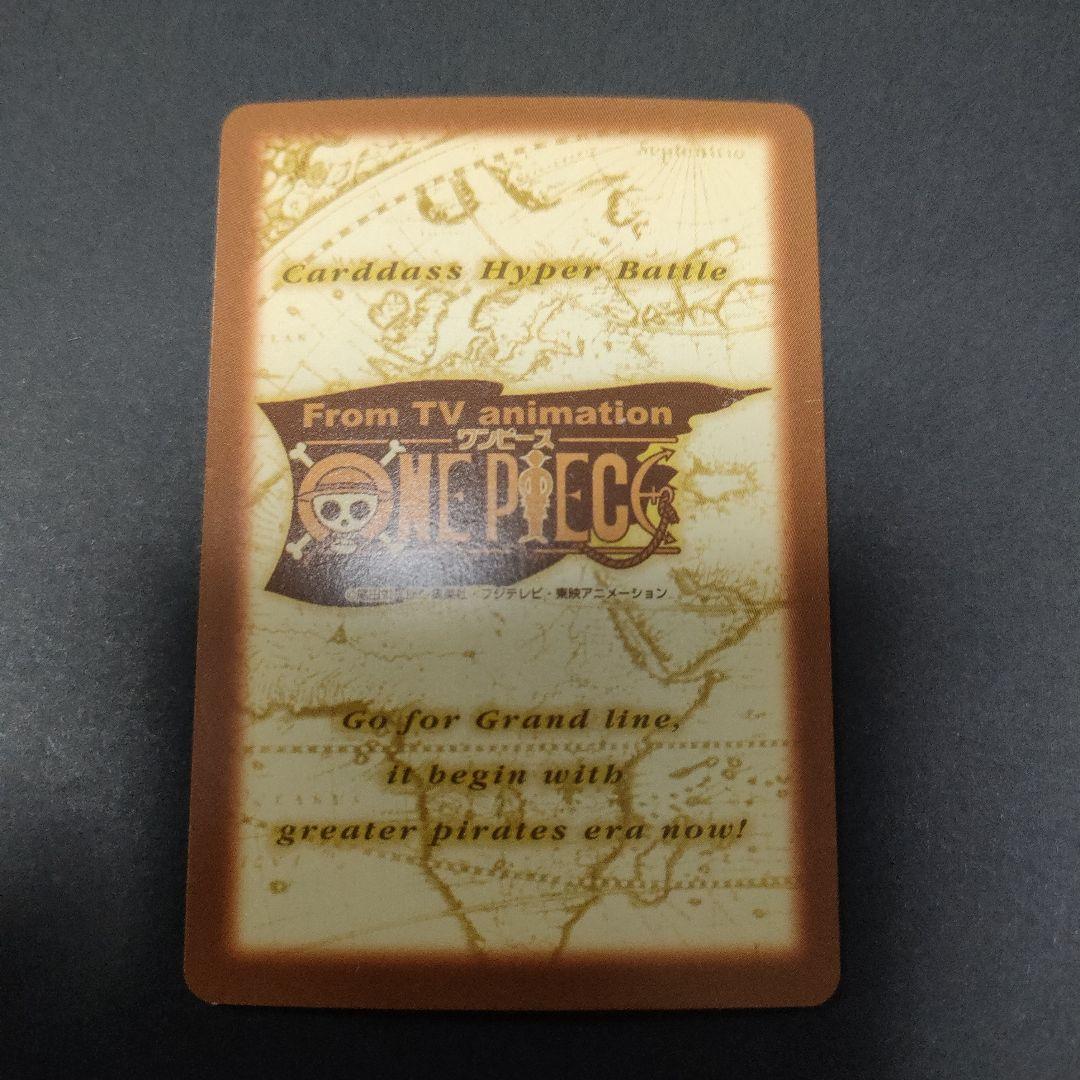 Septentrio
Carddass Hyper Battle
From TV animation
ワンピース
ONE PIECE
・フジテレビ・東映アニメーション
Go for Grand line,
it begin with
greater pirates era now!